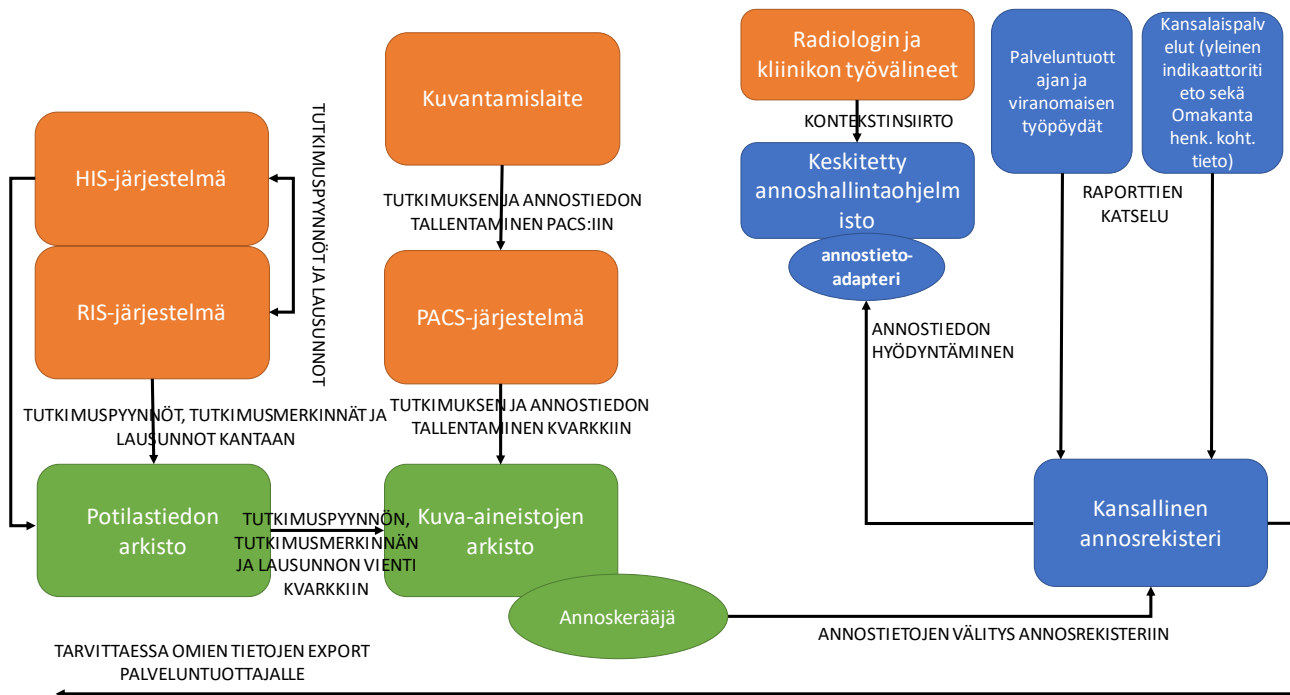 HIS-järjestelmä
RIS-järjestelmä
TUTKIMUSPYYNNÖT JA LAUSUNNOT
Kuvantamislaite
TUTKIMUKSEN JA ANNOSTIEDON
TALLENTAMINEN PACS:IIN
PACS-järjestelmä
TUTKIMUSPYYNNÖT, TUTKIMUSMERKINNÄT JA
LAUSUNNOT KANTAAN
TUTKIMUKSEN JA ANNOSTIEDON
TALLENTAMINEN KVARKKIIN
Potilastiedon
arkisto
TUTKIMUSPYYNNÖN,
TUTKIMUSMERKINNÄN
JA LAUSUNNON VIENTI
KVARKKIIN
Kuva-aineistojen
arkisto
Annoskerääjä
Radiologin ja
kliinikon työvälineet
KONTEKSTINSIIRTO
Keskitetty
annoshallintaohjelm
isto
annostieto-
adapteri
ANNOSTIEDON
HYÖDYNTÄMINEN
Palveluntuott
ajan ja
viranomaisen
työpöydät
Kansalaispalv
elut (yleinen
indikaattoriti
eto sekä
Omakanta
henk. koht.
tieto)
RAPORTTIEN
KATSELU
Kansallinen
annosrekisteri
ANNOSTIETOJEN VÄLITYS ANNOSREKISTERIIN
TARVITTAESSA OMIEN TIETOJEN EXPORT
PALVELUNTUOTTAJALLE